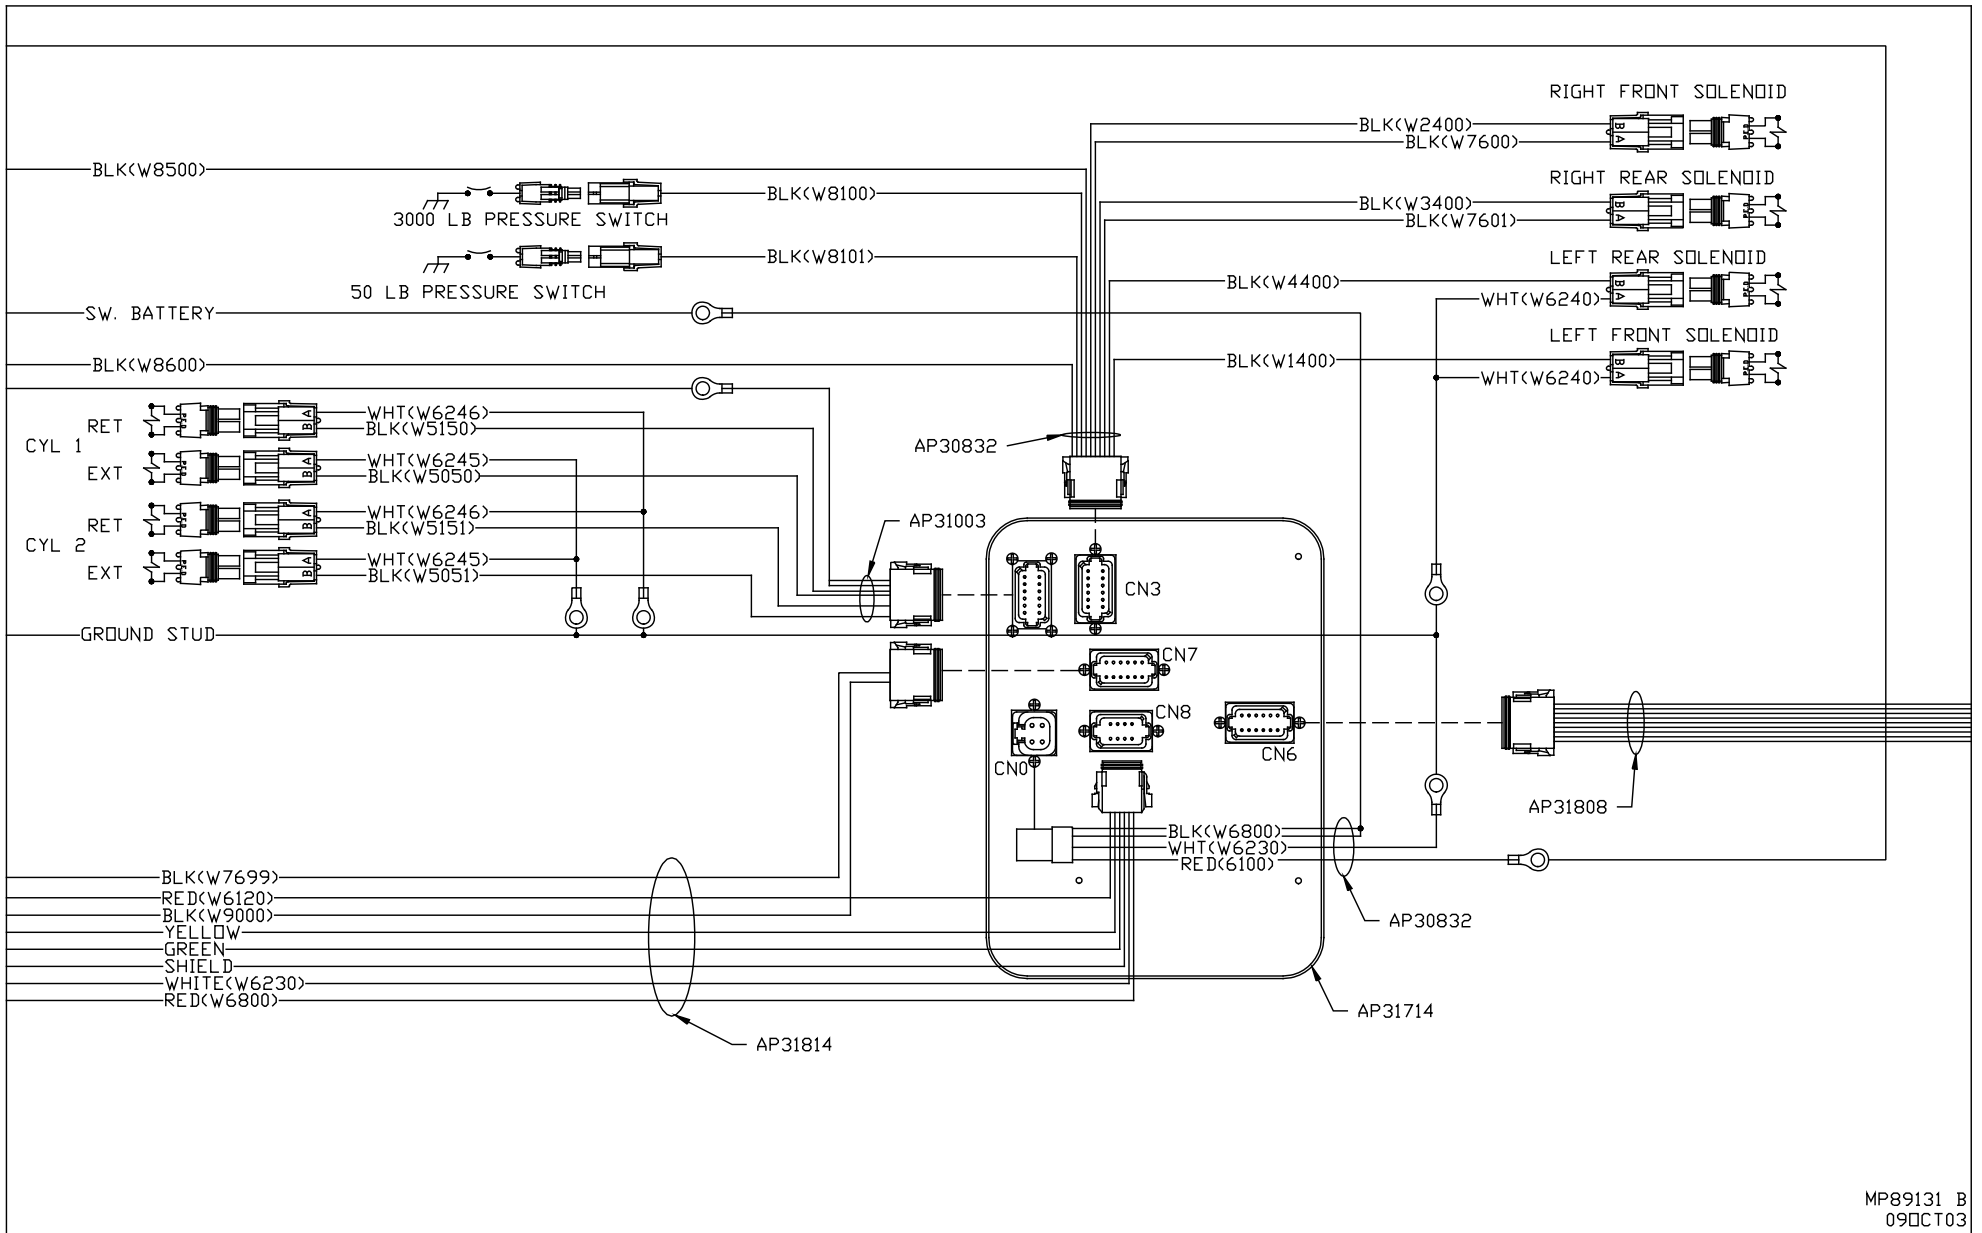 RIGHT FRONT SOLENOID
BLK(W2400)
BLK(W7600)
B
A
BLK(W8500)
RIGHT REAR SOLENOID
BLK(W8100)
BLK(W3400)
BLK(W7601)
B
A
3000 LB PRESSURE SWITCH
BLK(W8101)
LEFT REAR SOLENOID
BLK(W4400)
WHT(W6240)
B
A
50 LB PRESSURE SWITCH
SW. BATTERY
LEFT FRONT SOLENOID
BLK(W8600)
BLK(W1400)
WHT(W6240)
B
A
CYL 1
RET
A
B
WHT(W6246)
BLK(W5150)
EXT
A
B
WHT(W6245)
BLK(W5050)
CYL 2
RET
A
B
WHT(W6246)
BLK(W5151)
EXT
A
B
WHT(W6245)
BLK(W5051)
AP30832
AP31003
CN3
GROUND STUD
CN7
CN8
CN0
CN6
AP31808
BLK(W6800)
WHT(W6230)
RED(6100)
AP30832
BLK(W7699)
RED(W6120)
BLK(W9000)
YELLOW
GREEN
SHIELD
WHITE(W6230)
RED(W6800)
AP31714
AP31814
MP89131 B
09OCT03